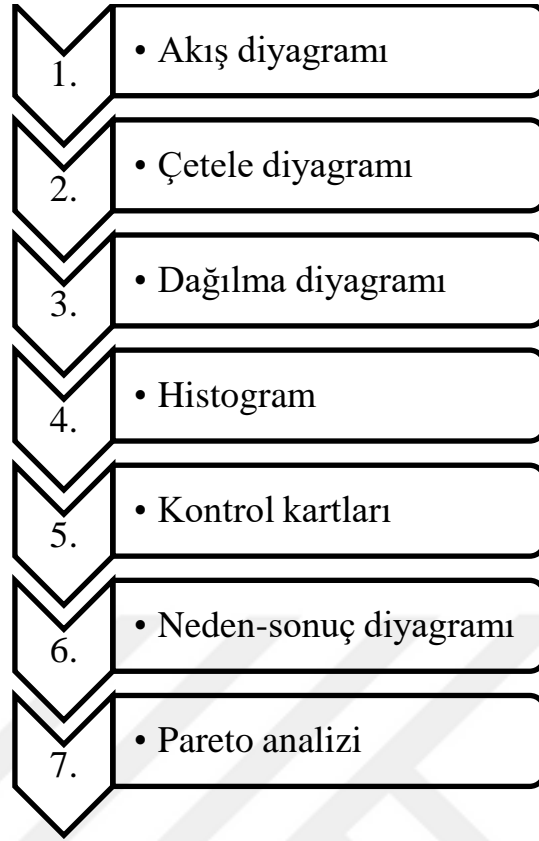 1. • Akış diyagramı
2. • Çetele diyagramı
3. • Dağılma diyagramı
4. • Histogram
5. • Kontrol kartları
6. • Neden-sonuç diyagramı
7. • Pareto analizi